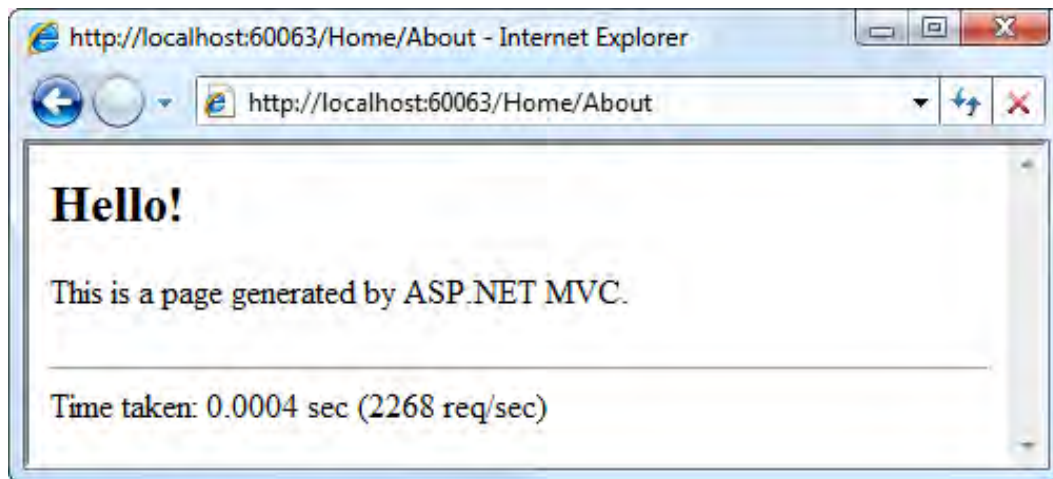 http://localhost:60063/Home/About - Internet Explorer
http://localhost:60063/Home/About
Hello!
This is a page generated by ASP.NET MVC.
Time taken: 0.0004 sec (2268 req/sec)